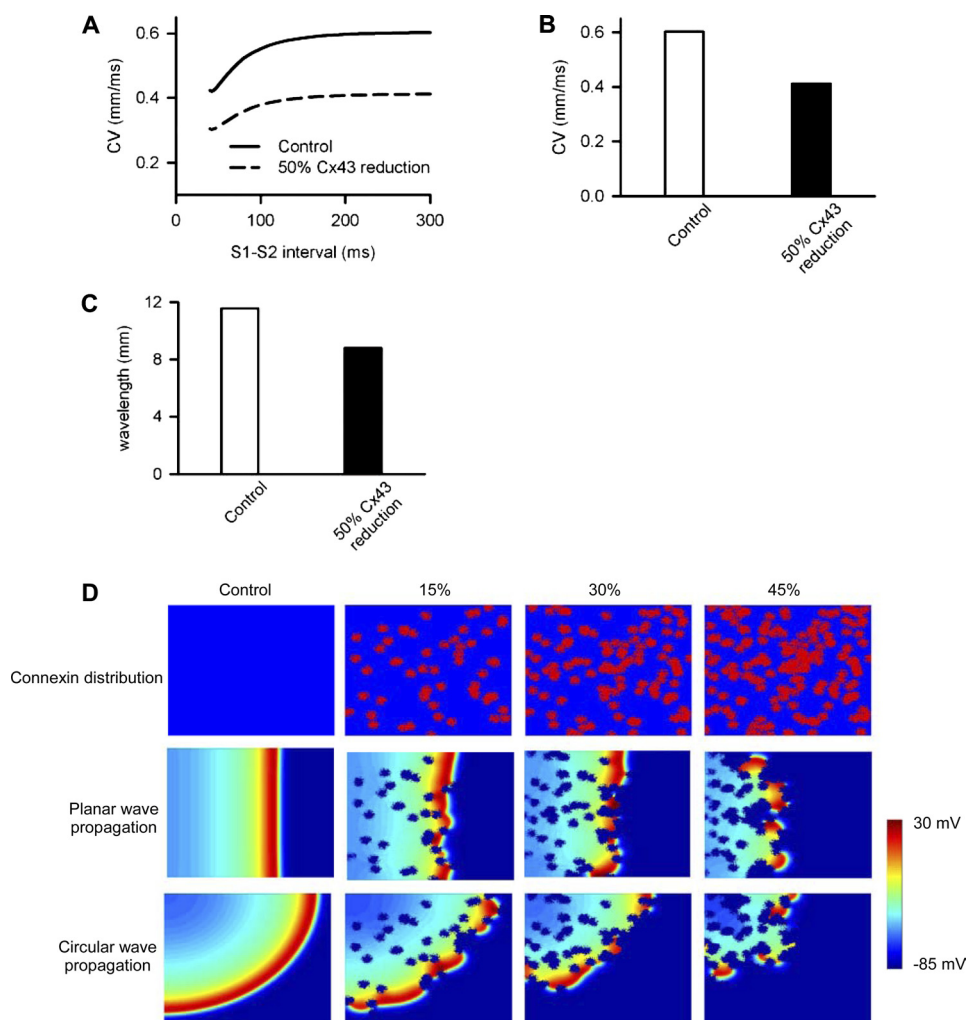 A
CV (mm/ms)
0.6
0.4
0.2
Control
50% Cx43 reduction
0
100
200
300
S1-S2 interval (ms)
B
CV (mm/ms)
0.6
0.4
0.2
0.0
Control
50% Cx43
reduction
C
wavelength (mm)
12
8
4
0
Control
50% Cx43
reduction
D
Control
15%
30%
45%
Connexin distribution
Planar wave
propagation
Circular wave
propagation
30 mV
-85 mV